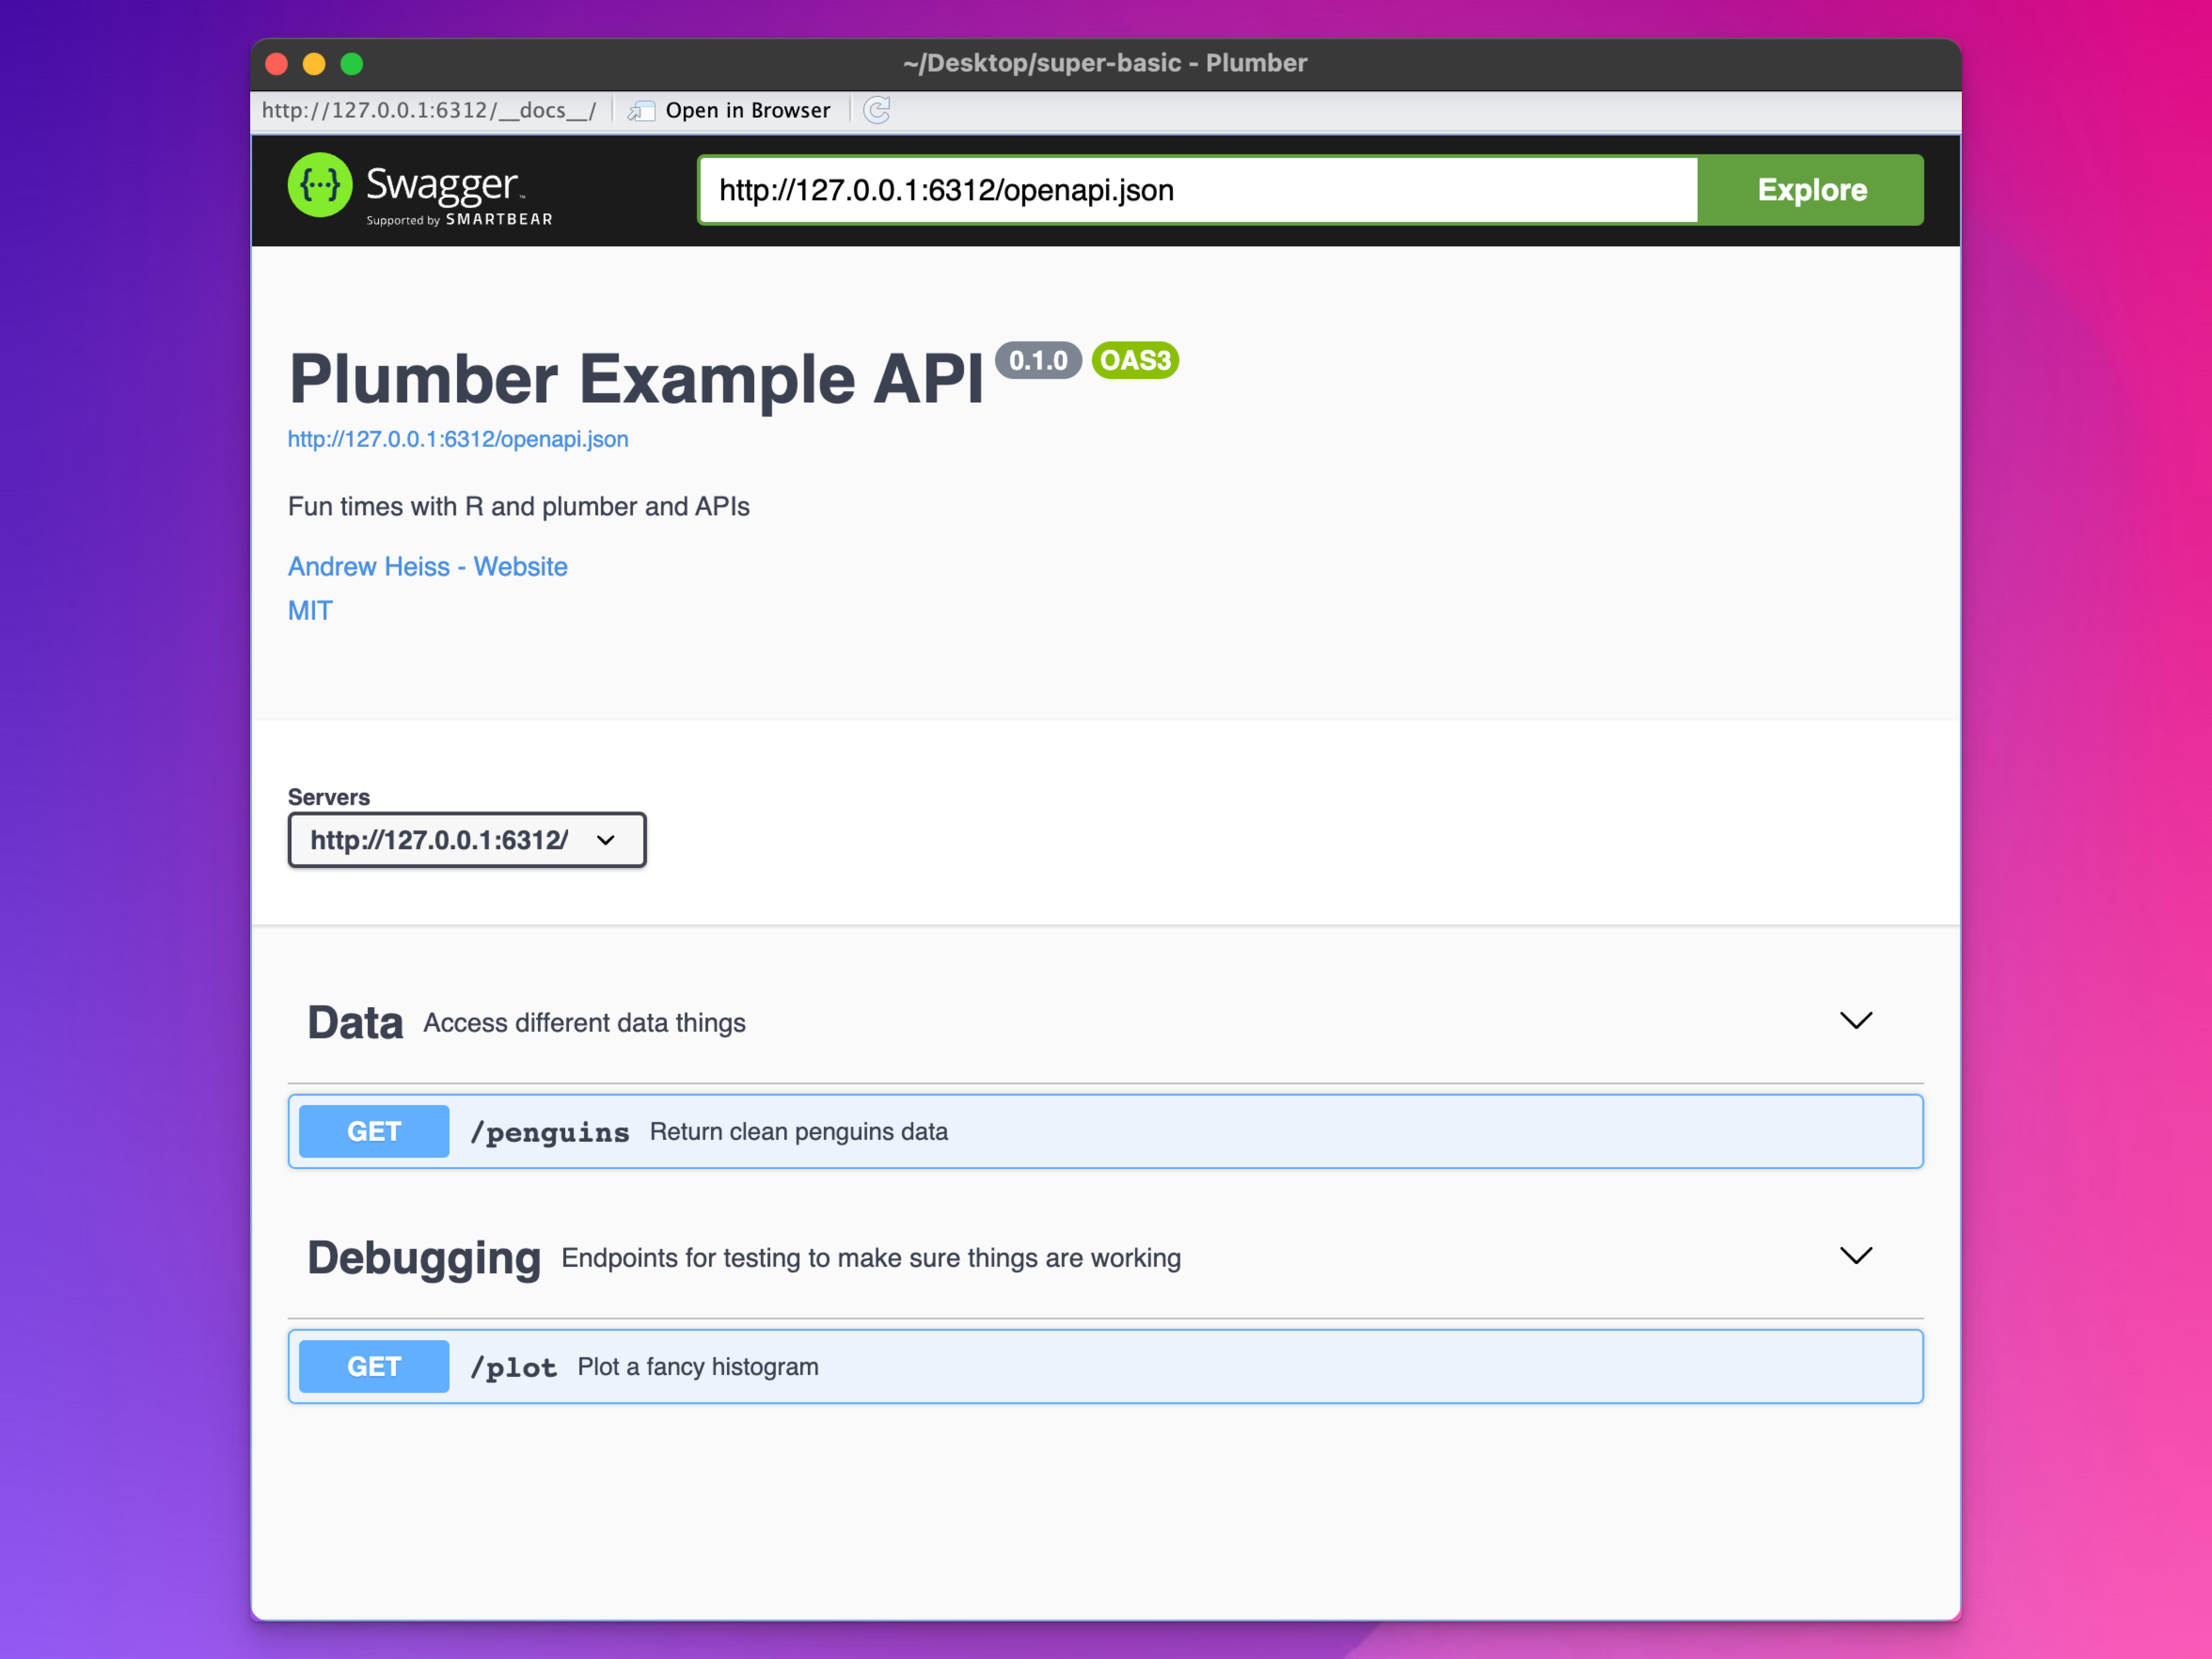 ~/Desktop/super-basic - Plumber
http://127.0.0.1:6312/__docs__/ Open in Browser
{...} Swagger™
Supported by SMARTBEAR
http://127.0.0.1:6312/openapi.json Explore
Plumber Example API 0.1.0 OAS3
http://127.0.0.1:6312/openapi.json
Fun times with R and plumber and APIs
Andrew Heiss - Website
MIT
Servers
http://127.0.0.1:6312/
Data Access different data things
GET /penguins Return clean penguins data
Debugging Endpoints for testing to make sure things are working
GET /plot Plot a fancy histogram